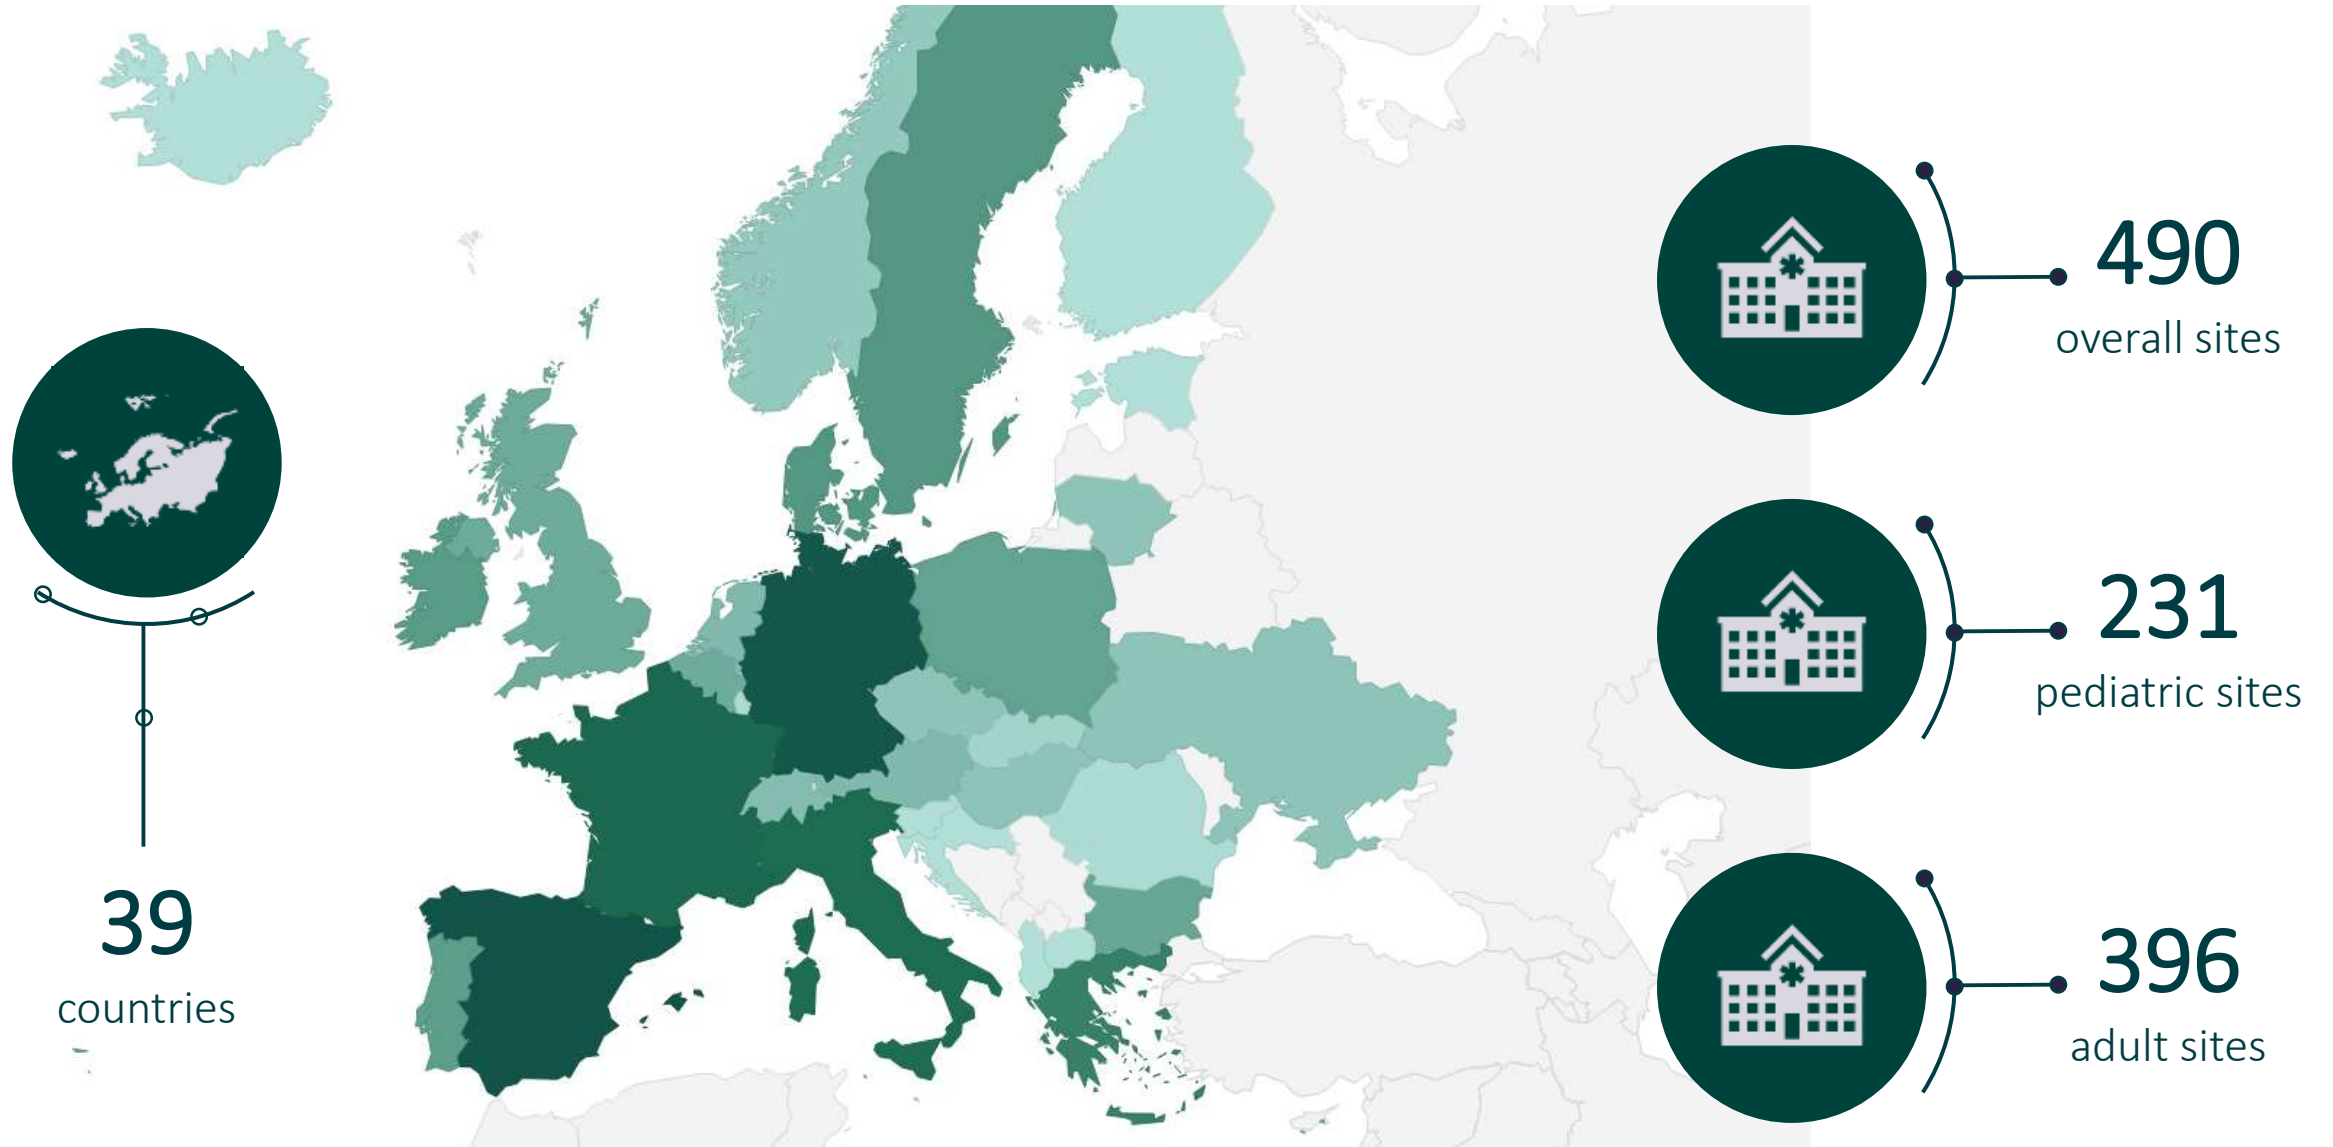 39
countries
490
overall sites
231
pediatric sites
396
adult sites